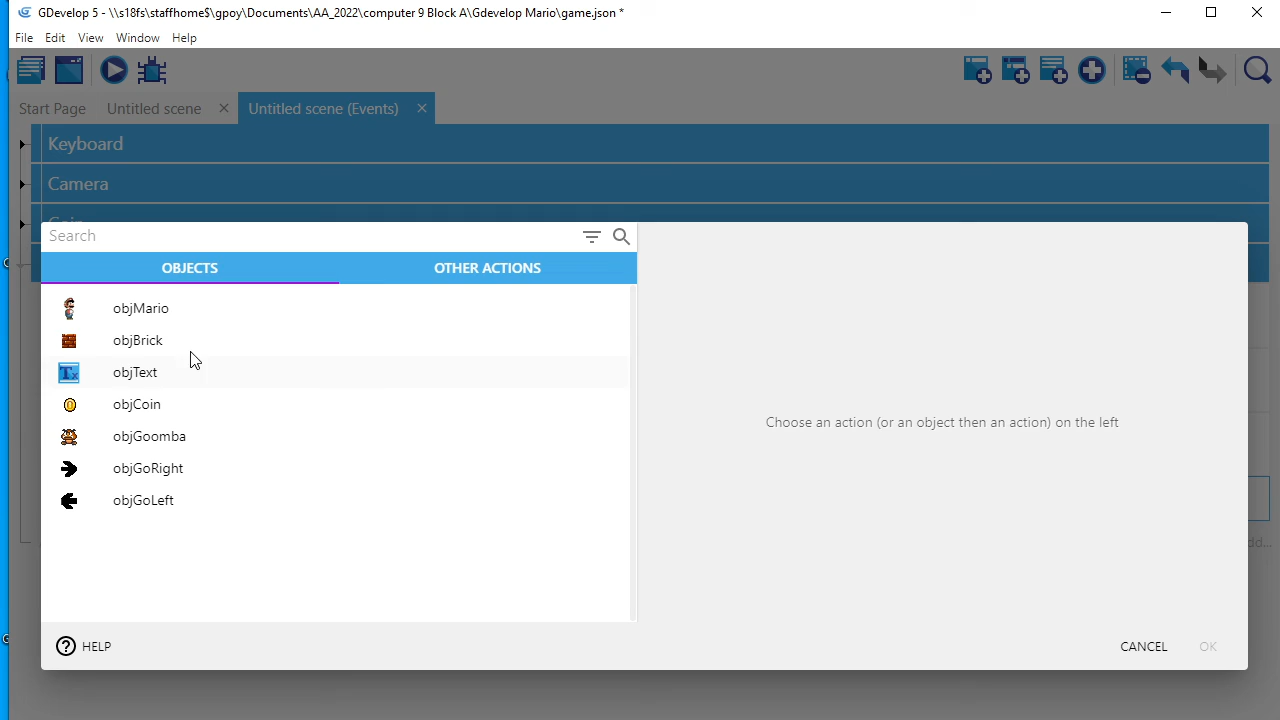 GDevelop 5 - \\s18fs\staffhome$\gpoy\Documents\AA_2022\computer 9 Block A\Gdevelop Mario\game.json *
File Edit View Window Help
Start Page Untitled scene Untitled scene (Events)
Keyboard
Camera
Coin
Search
OBJECTS OTHER ACTIONS
objMario
objBrick
objText
objCoin
objGoomba
objGoRight
objGoLeft
Choose an action (or an object then an action) on the left
dd...
HELP CANCEL OK